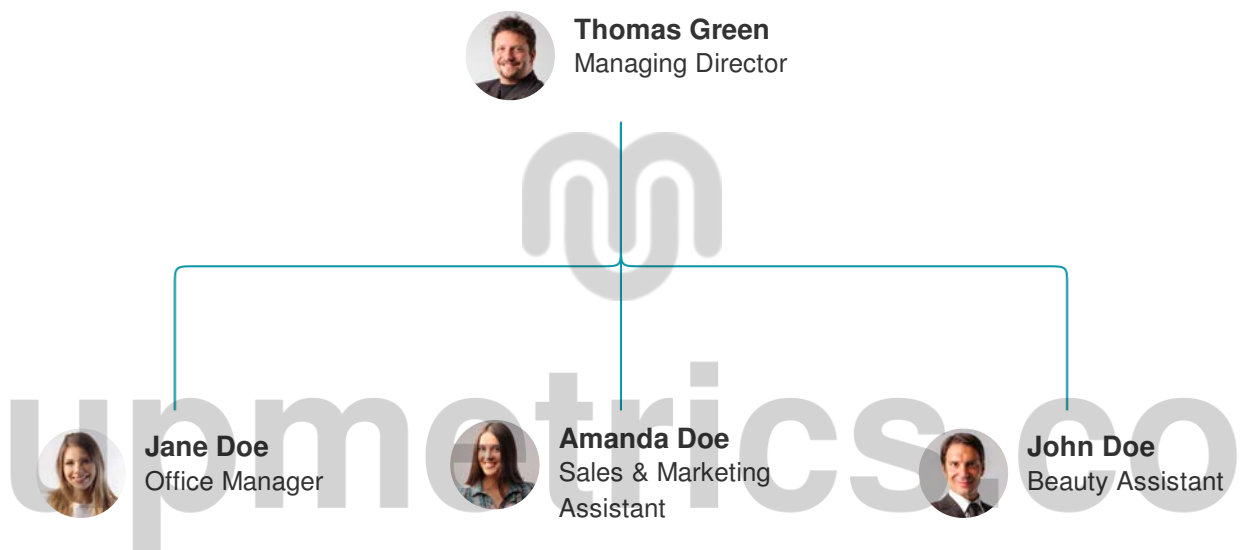 Thomas Green
Managing Director
Jane Doe
Office Manager
Amanda Doe
Sales & Marketing
Assistant
John Doe
Beauty Assistant
upmetrics.co